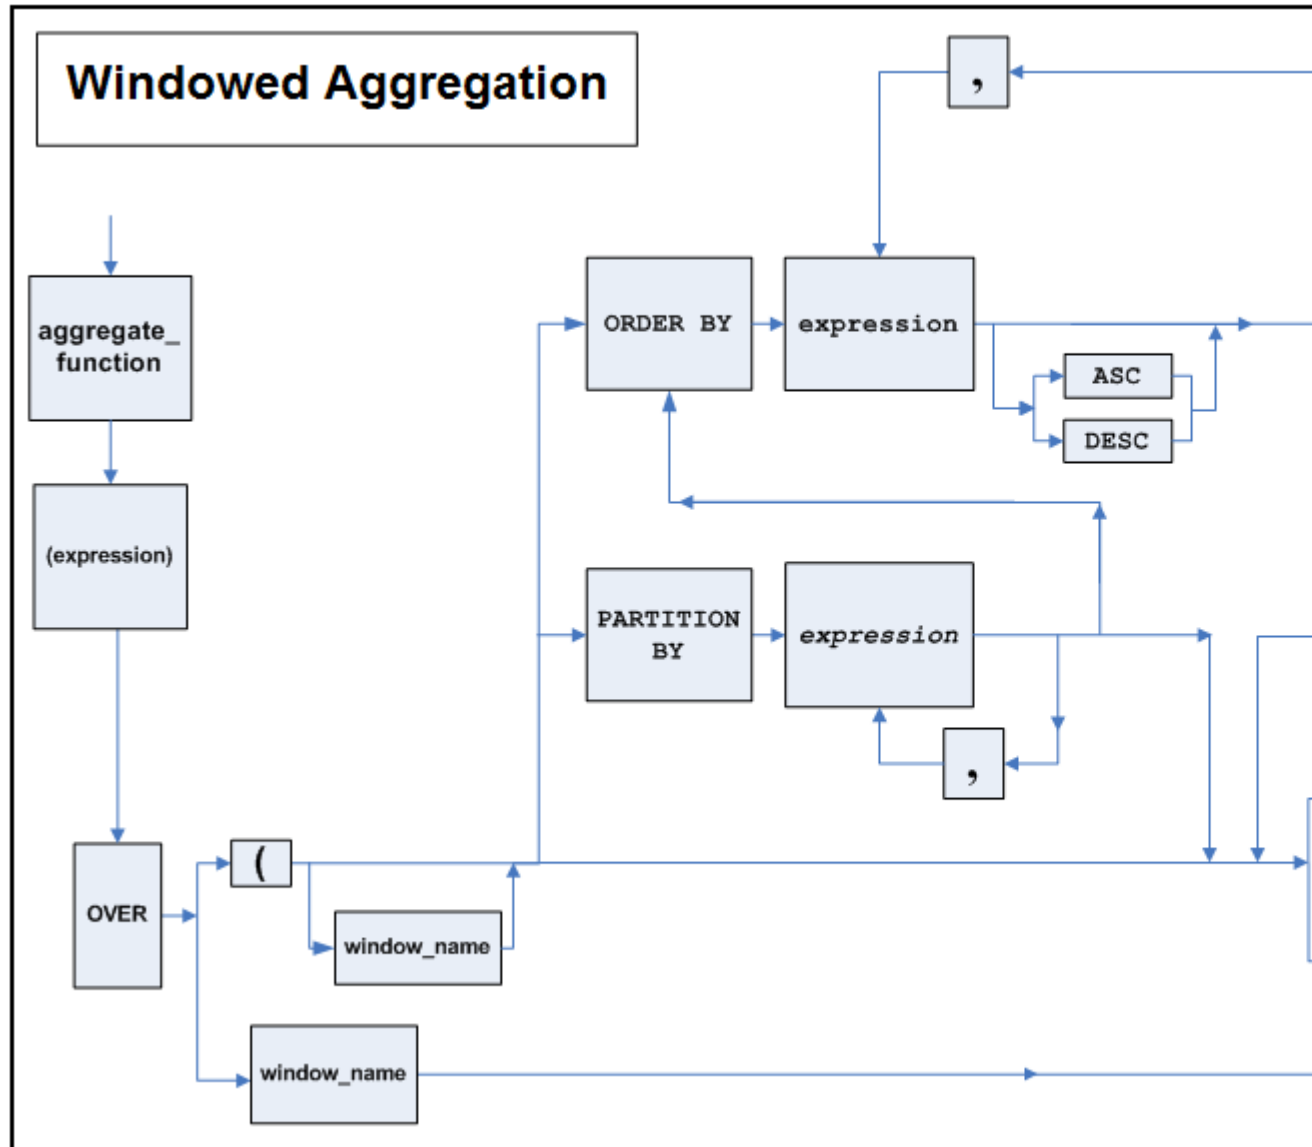 Windowed Aggregation
,
aggregate_
function
ORDER BY
expression
ASC
DESC
(expression)
PARTITION
BY
expression
,
OVER
(
window_name
window_name